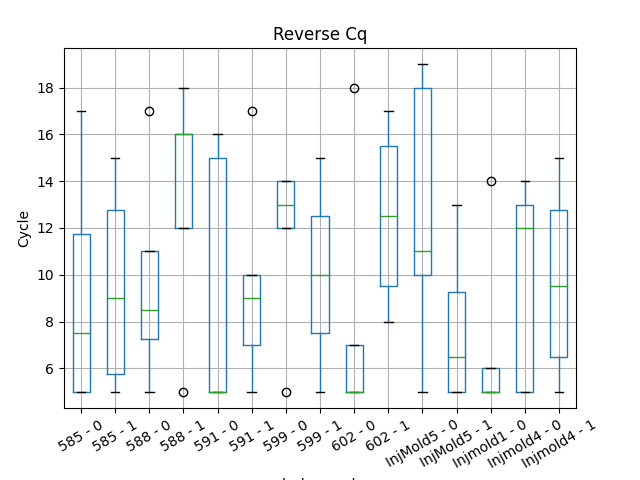 Reverse Cq
Cycle
18
16
14
12
10
8
6
585 - 0
585 - 1
588 - 0
588 - 1
591 - 0
591 - 1
599 - 0
599 - 1
602 - 0
602 - 1
InjMold5 - 0
InjMold5 - 1
Injmold1 - 0
Injmold4 - 0
Injmold4 - 1